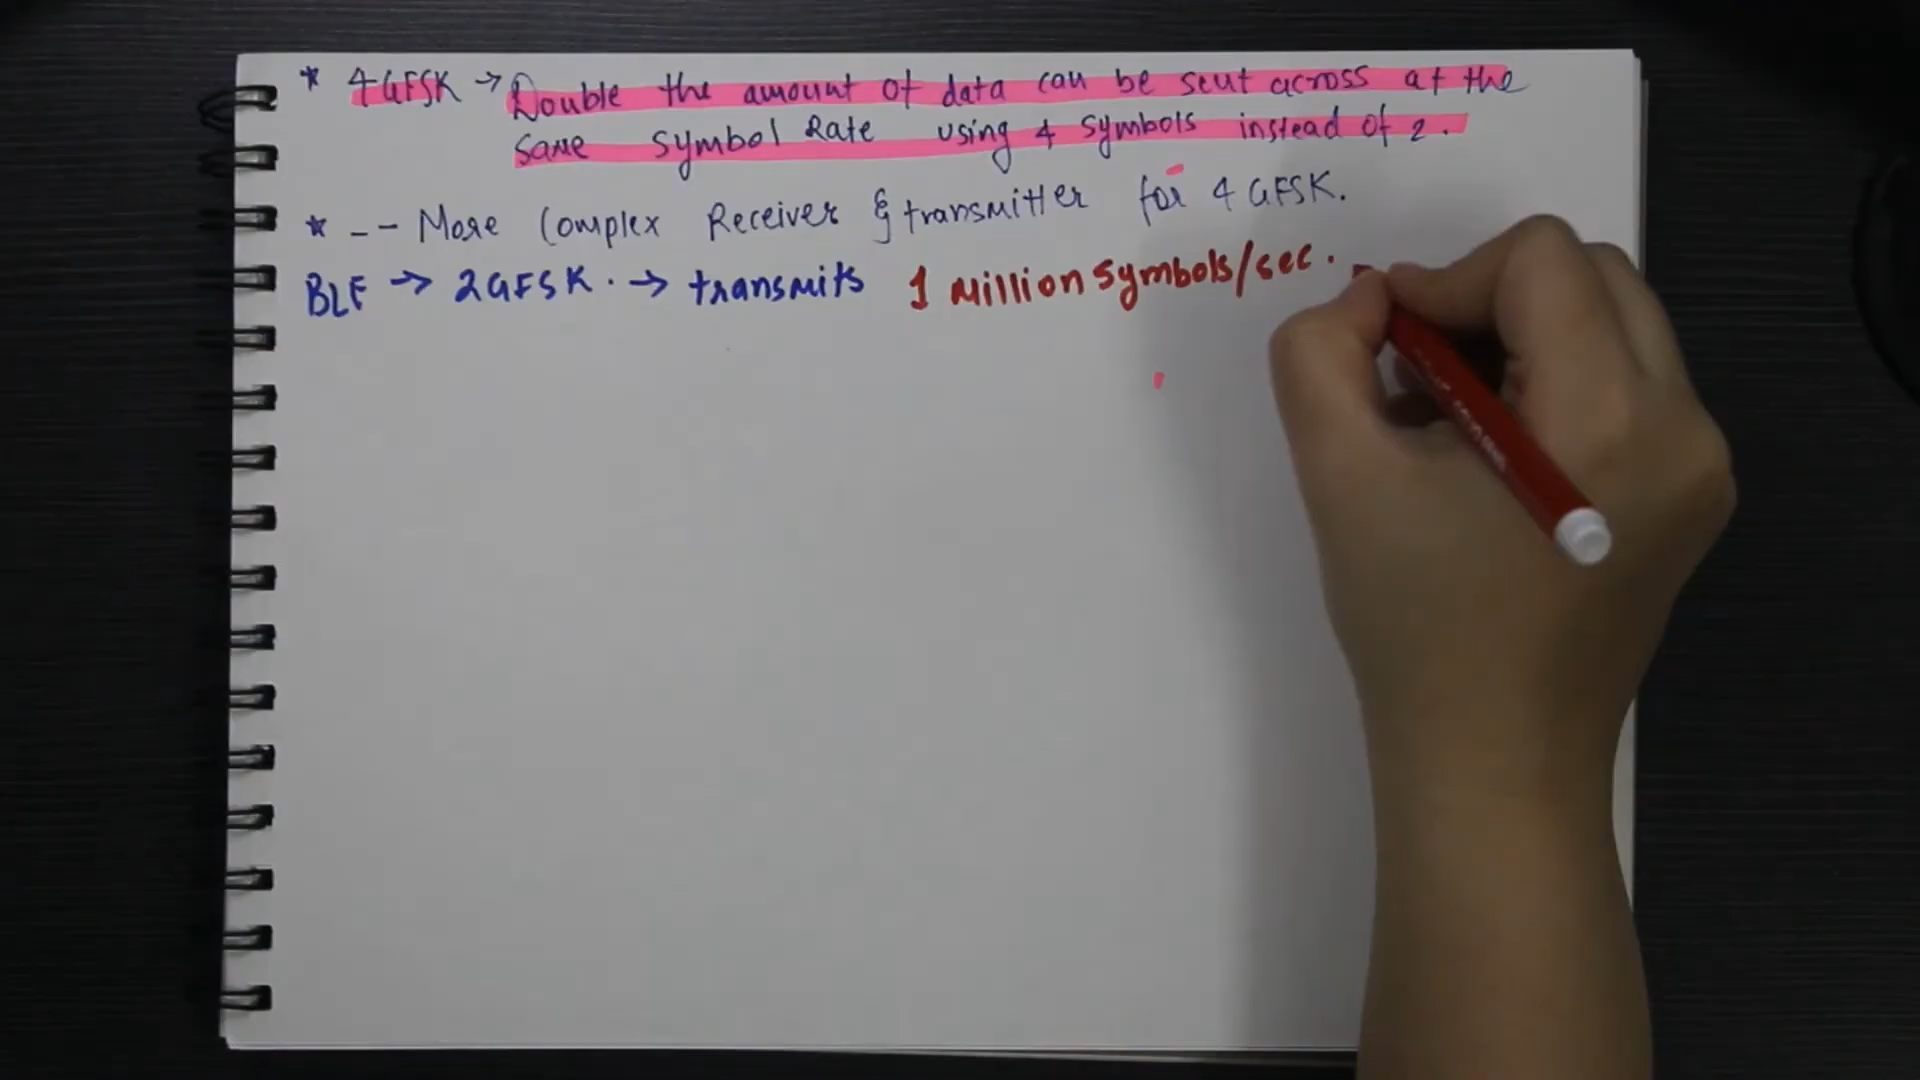 * 4GFSK → Double the amount of data can be sent across at the
same symbol Rate using 4 symbols instead of 2.
* -- More Complex Receiver & transmitter for 4 GFSK.
BLE → 2GFSK. → transmits 1 Million symbols/sec.